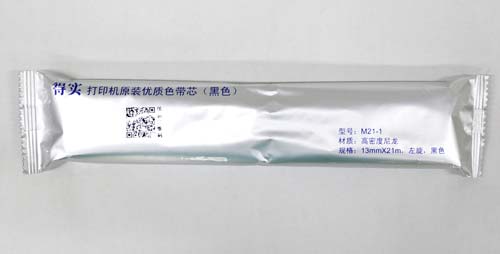 得实 打印机原装优质色带芯（黑色）
型号：M21-1
材质：高密度尼龙
规格：13mmX21m，左旋，黑色